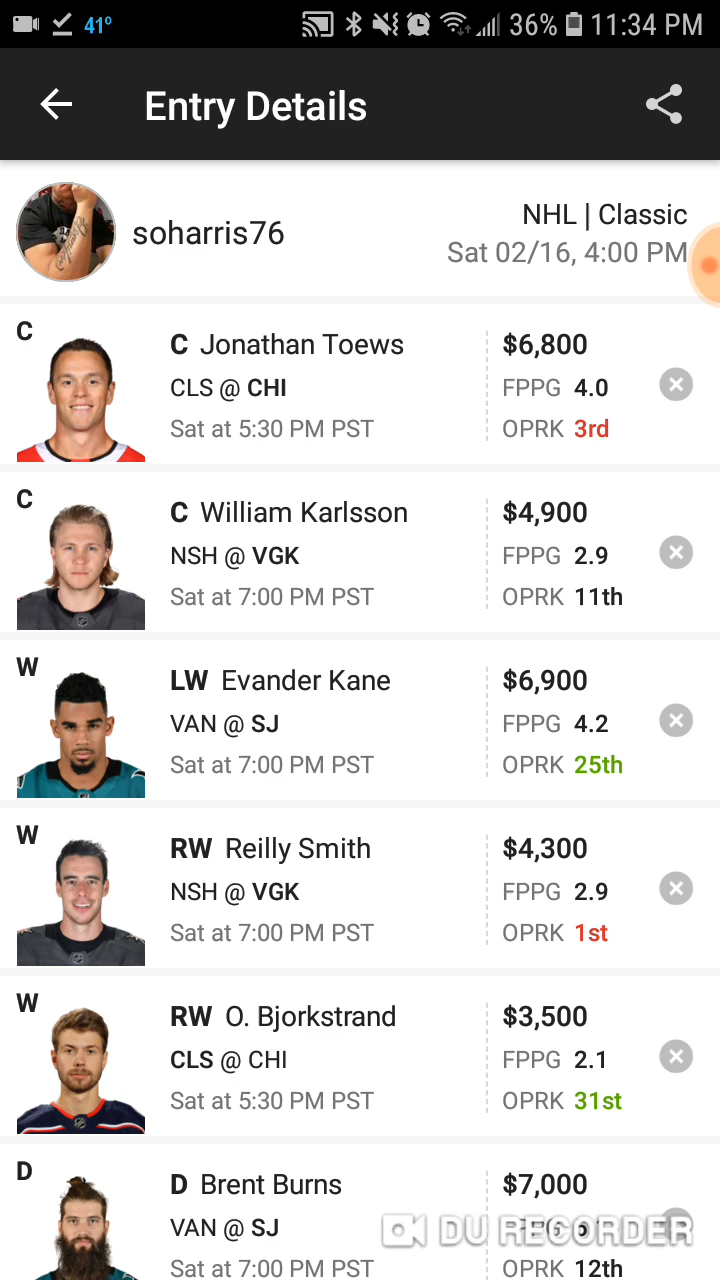 41°
36%
11:34 PM
Entry Details
soharris76
NHL | Classic
Sat 02/16, 4:00 PM
C
C Jonathan Toews
$6,800
CLS @ CHI
FPPG 4.0
Sat at 5:30 PM PST
OPRK 3rd
C
C William Karlsson
$4,900
NSH @ VGK
FPPG 2.9
Sat at 7:00 PM PST
OPRK 11th
W
LW Evander Kane
$6,900
VAN @ SJ
FPPG 4.2
Sat at 7:00 PM PST
OPRK 25th
W
RW Reilly Smith
$4,300
NSH @ VGK
FPPG 2.9
Sat at 7:00 PM PST
OPRK 1st
W
RW O. Bjorkstrand
$3,500
CLS @ CHI
FPPG 2.1
Sat at 5:30 PM PST
OPRK 31st
D
D Brent Burns
$7,000
VAN @ SJ
FPPG
DU RECORDER
Sat at 7:00 PM PST
OPRK 12th